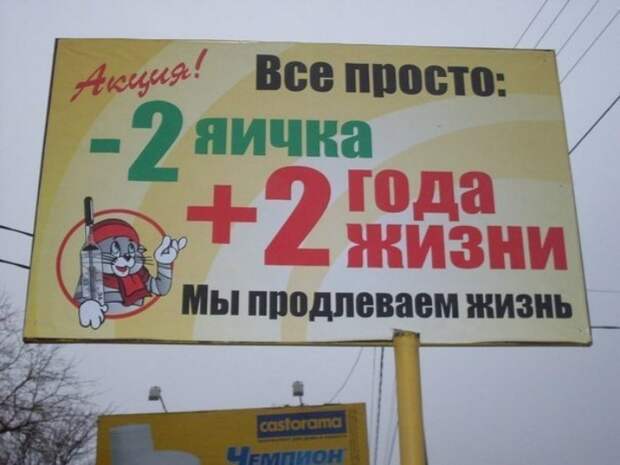 Акция!
Все просто:
-2 яичка
+2 года
жизни
Мы продлеваем жизнь
castorama
Чемпион